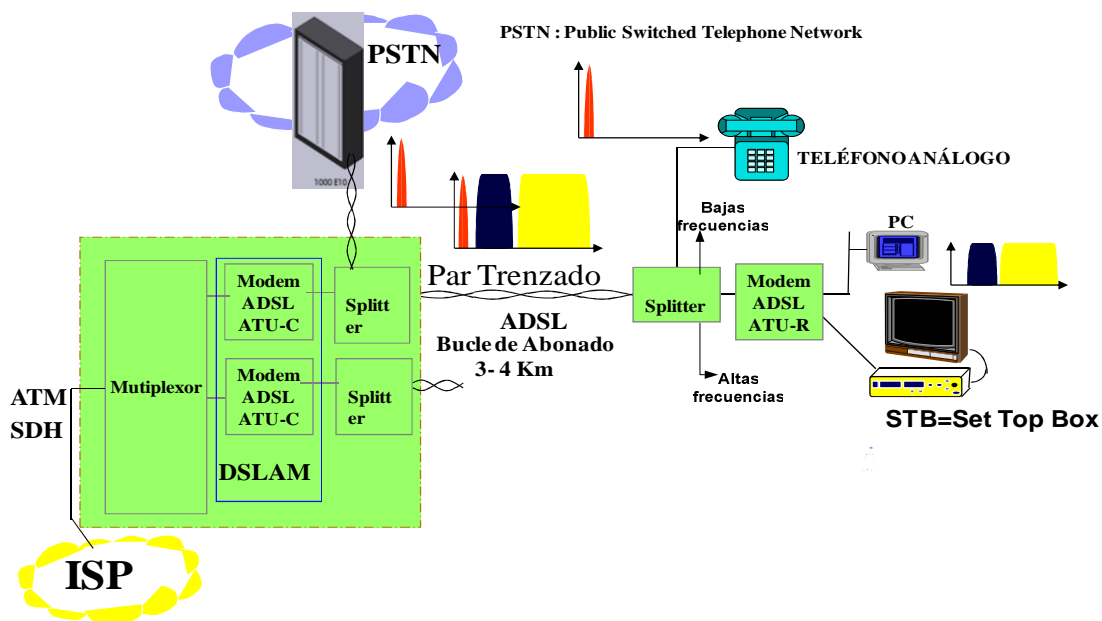 PSTN
PSTN : Public Switched Telephone Network
1000 E10
TELÉFONO ANÁLOGO
Bajas
frecuencias
PC
Par Trenzado
Modem
ADSL
ATU-C
Splitt
er
Splitter
Modem
ADSL
ATU-R
ADSL
Bucle de Abonado
3- 4 Km
Mutiplexor
Modem
ADSL
ATU-C
Splitt
er
Altas
frecuencias
ATM
SDH
STB=Set Top Box
DSLAM
ISP